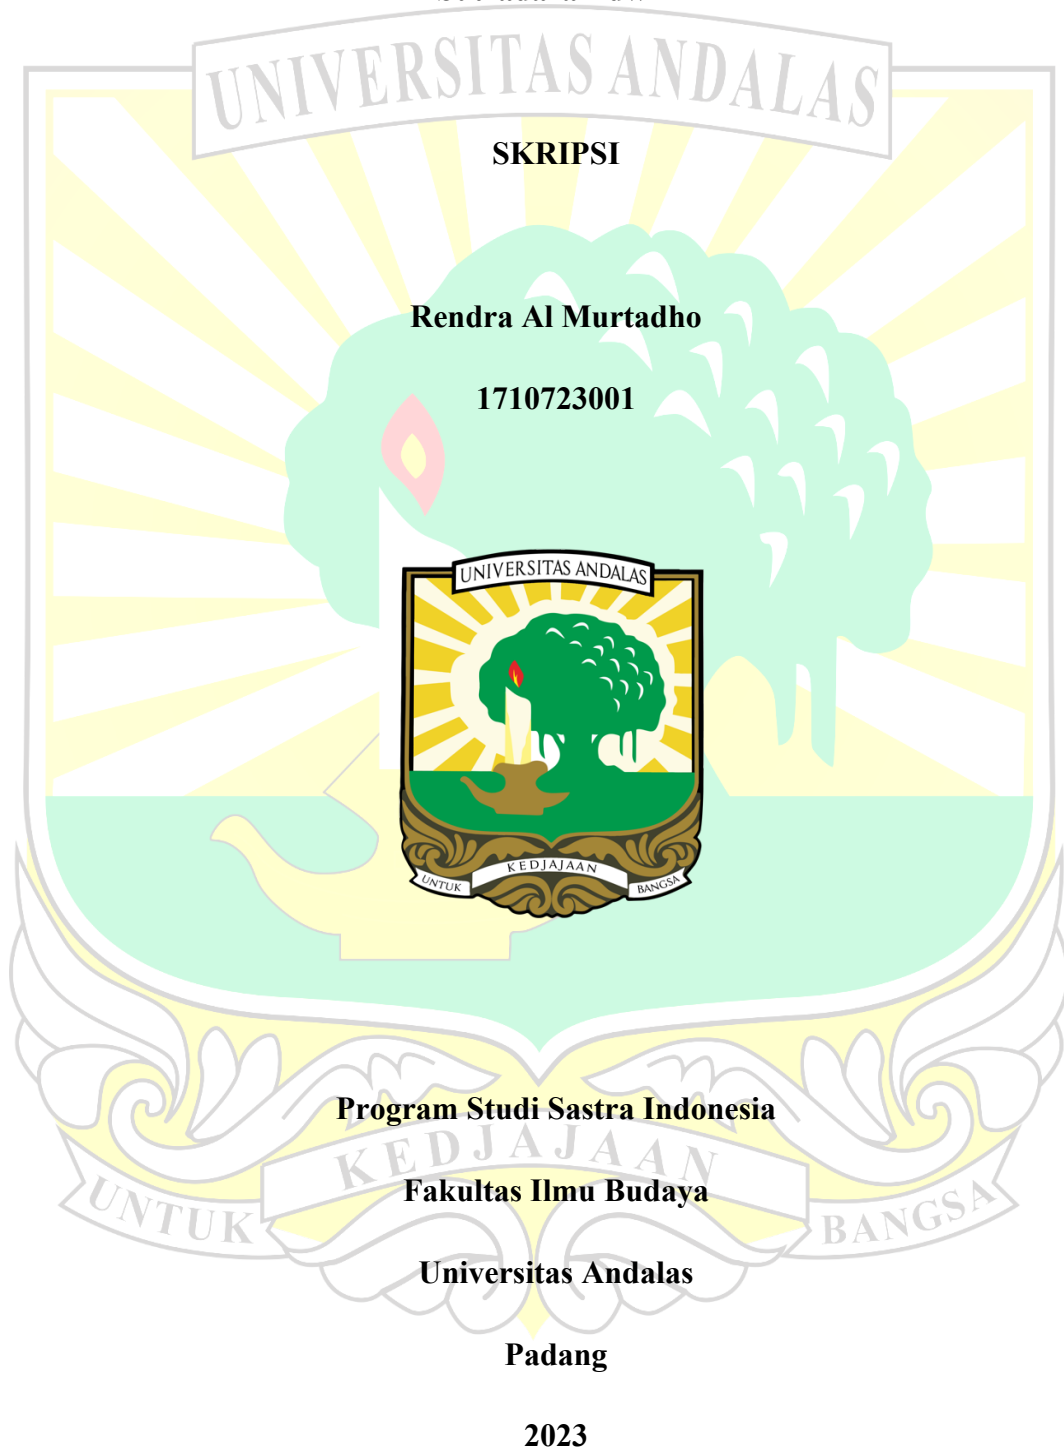 UNIVERSITAS ANDALAS
SKRIPSI
Rendra Al Murtadho
1710723001
UNIVERSITAS ANDALAS
UNTUK KEDJAJAAN BANGSA
Program Studi Sastra Indonesia
KEDJAJAAN
Fakultas Ilmu Budaya
UNTUK BANGSA
Universitas Andalas
Padang
2023